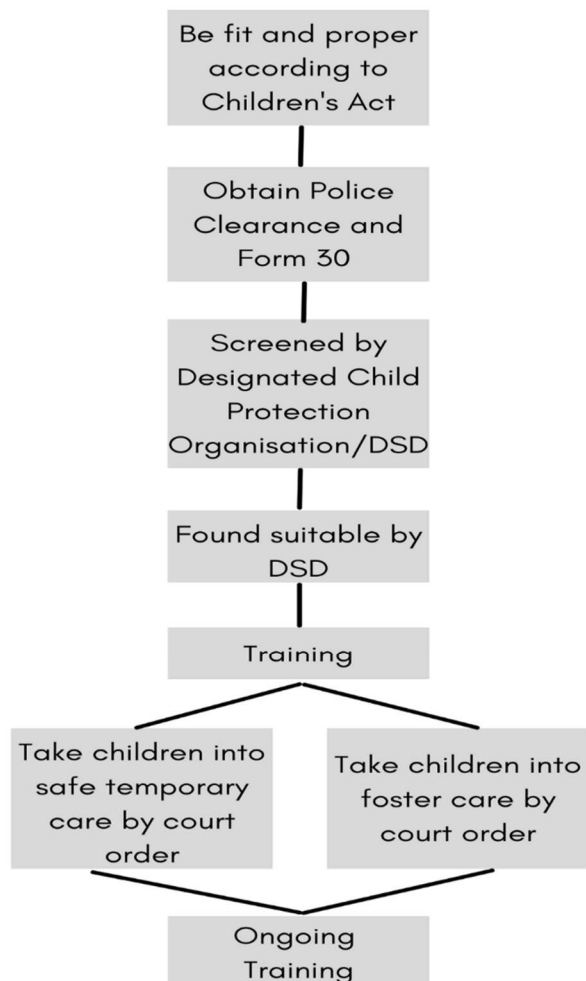 Be fit and proper
according to
Children's Act
Obtain Police
Clearance and
Form 30
Screened by
Designated Child
Protection
Organisation/DSD
Found suitable by
DSD
Training
Take children into
safe temporary
care by court
order
Take children into
foster care by
court order
Ongoing
Training